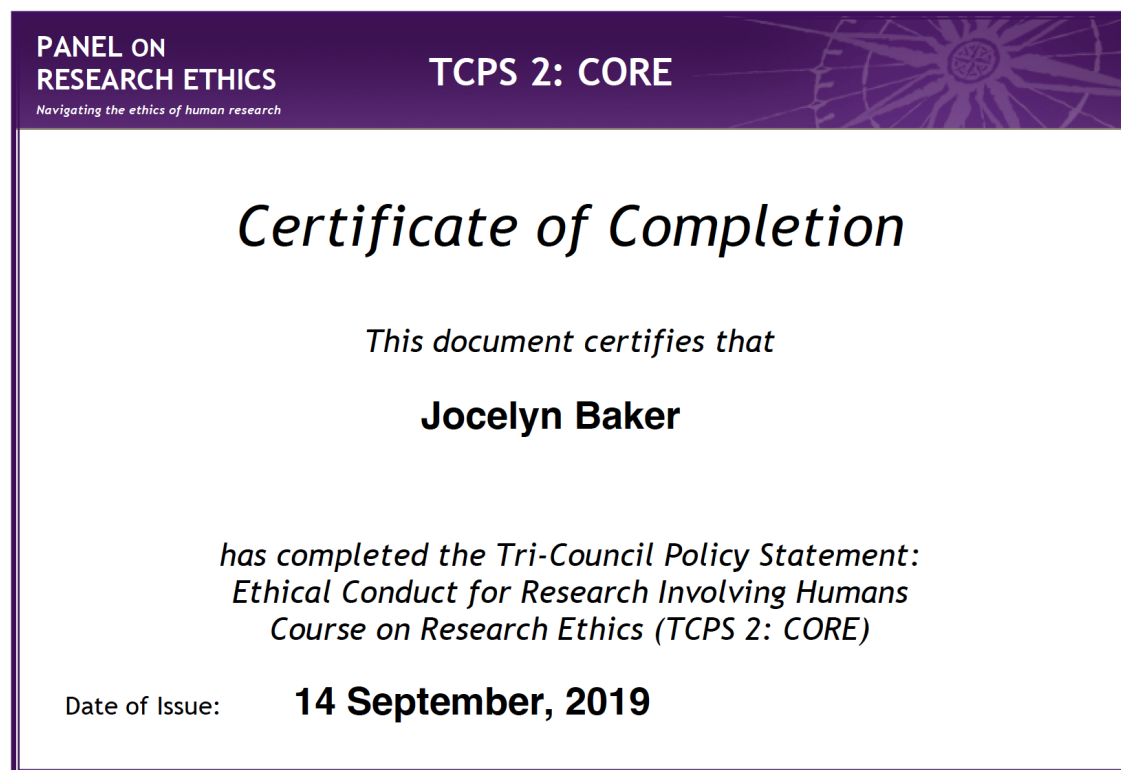 PANEL ON
RESEARCH ETHICS
Navigating the ethics of human research
TCPS 2: CORE
Certificate of Completion
This document certifies that
Jocelyn Baker
has completed the Tri-Council Policy Statement:
Ethical Conduct for Research Involving Humans
Course on Research Ethics (TCPS 2: CORE)
Date of Issue: 14 September, 2019